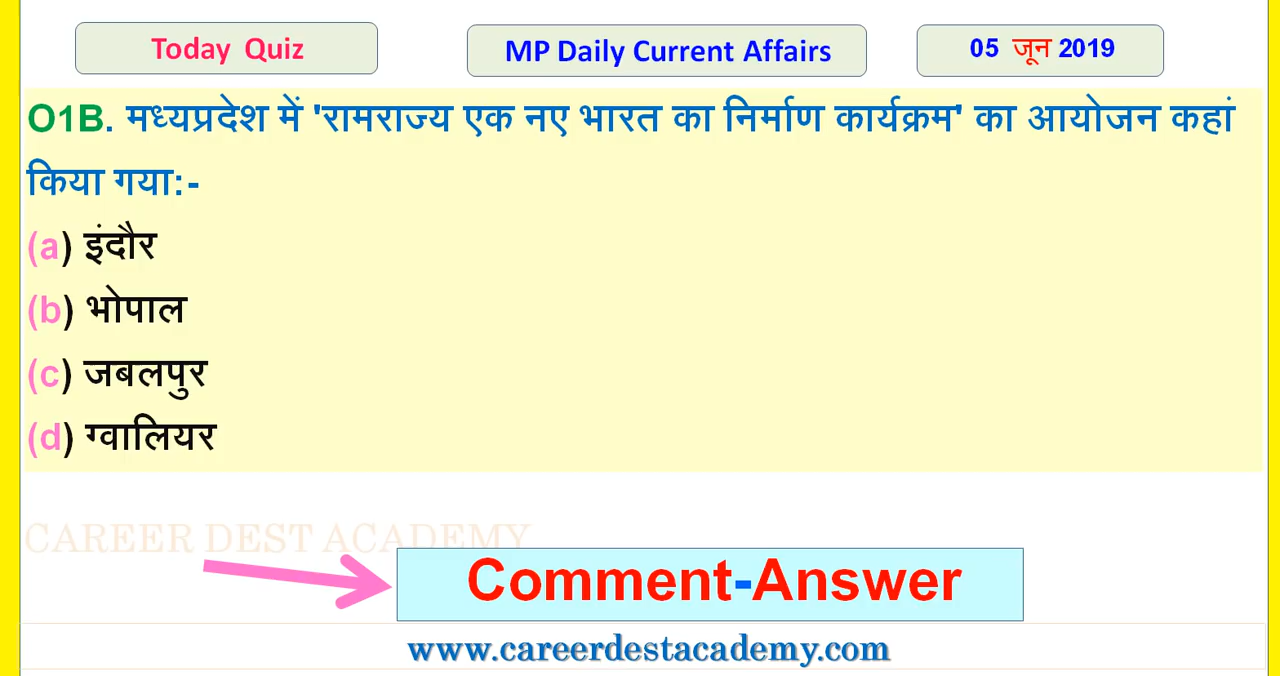 Today Quiz
MP Daily Current Affairs
05 जून 2019
O1B. मध्यप्रदेश में 'रामराज्य एक नए भारत का निर्माण कार्यक्रम' का आयोजन कहां
किया गया:-
(a) इंदौर
(b) भोपाल
(c) जबलपुर
(d) ग्वालियर
CAREER DEST ACADEMY
Comment-Answer
www.careerdestacademy.com